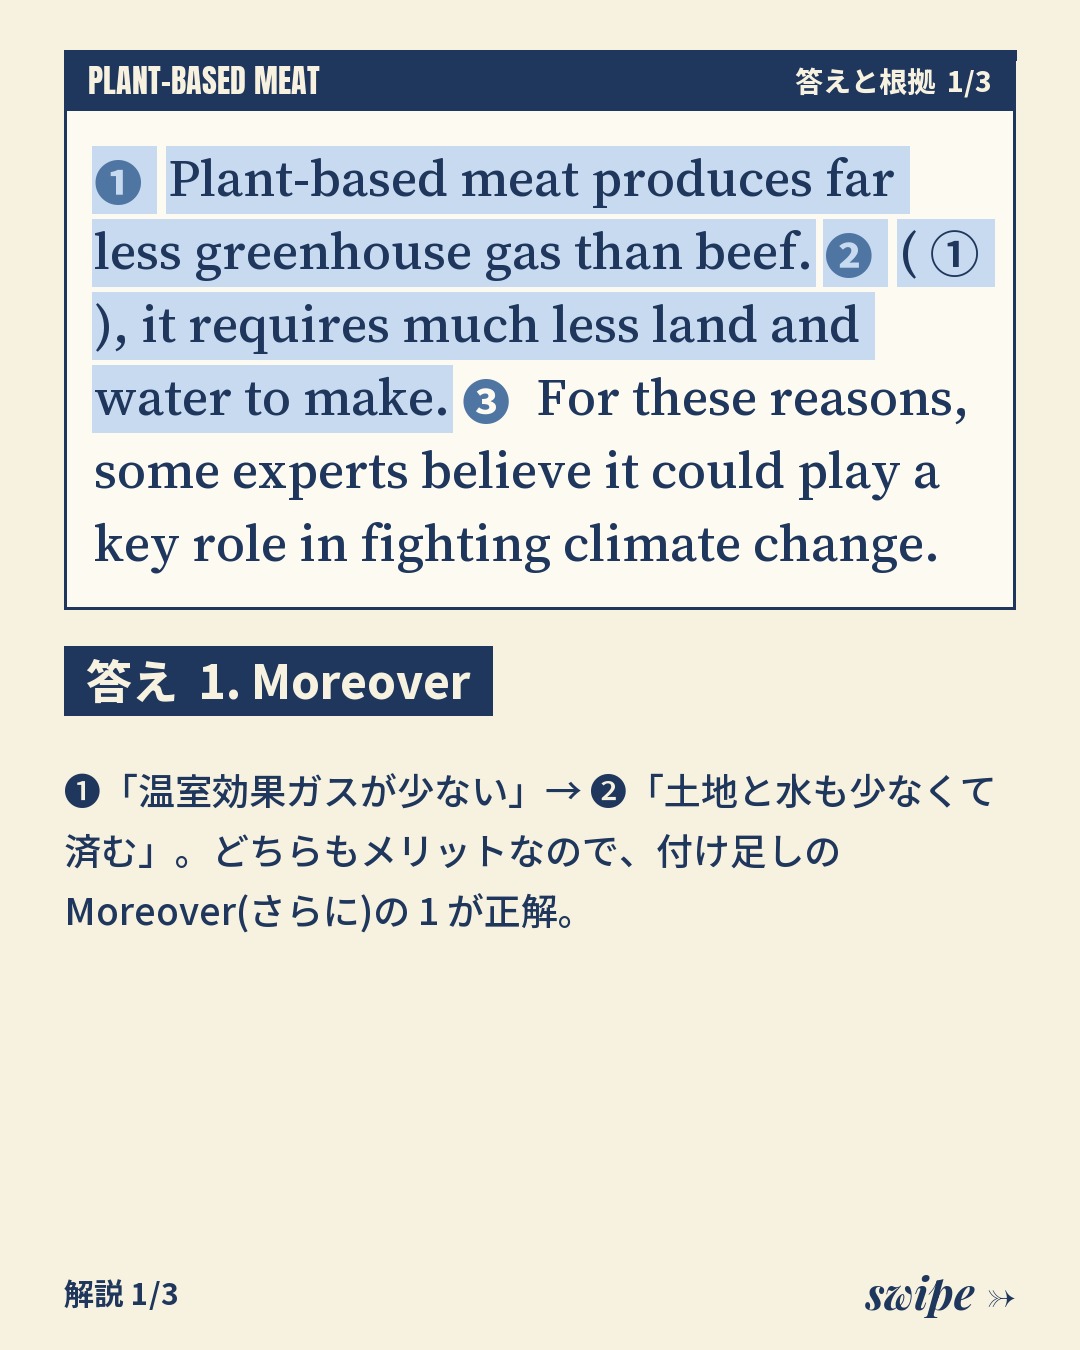 PLANT-BASED MEAT
答えと根拠 1/3
❶ Plant-based meat produces far
less greenhouse gas than beef. ❷ ( ①
), it requires much less land and
water to make. ❸ For these reasons,
some experts believe it could play a
key role in fighting climate change.
答え 1. Moreover
❶「温室効果ガスが少ない」→ ❷「土地と水も少なくて
済む」。どちらもメリットなので、付け足しの
Moreover(さらに)の 1 が正解。
解説 1/3
swipe